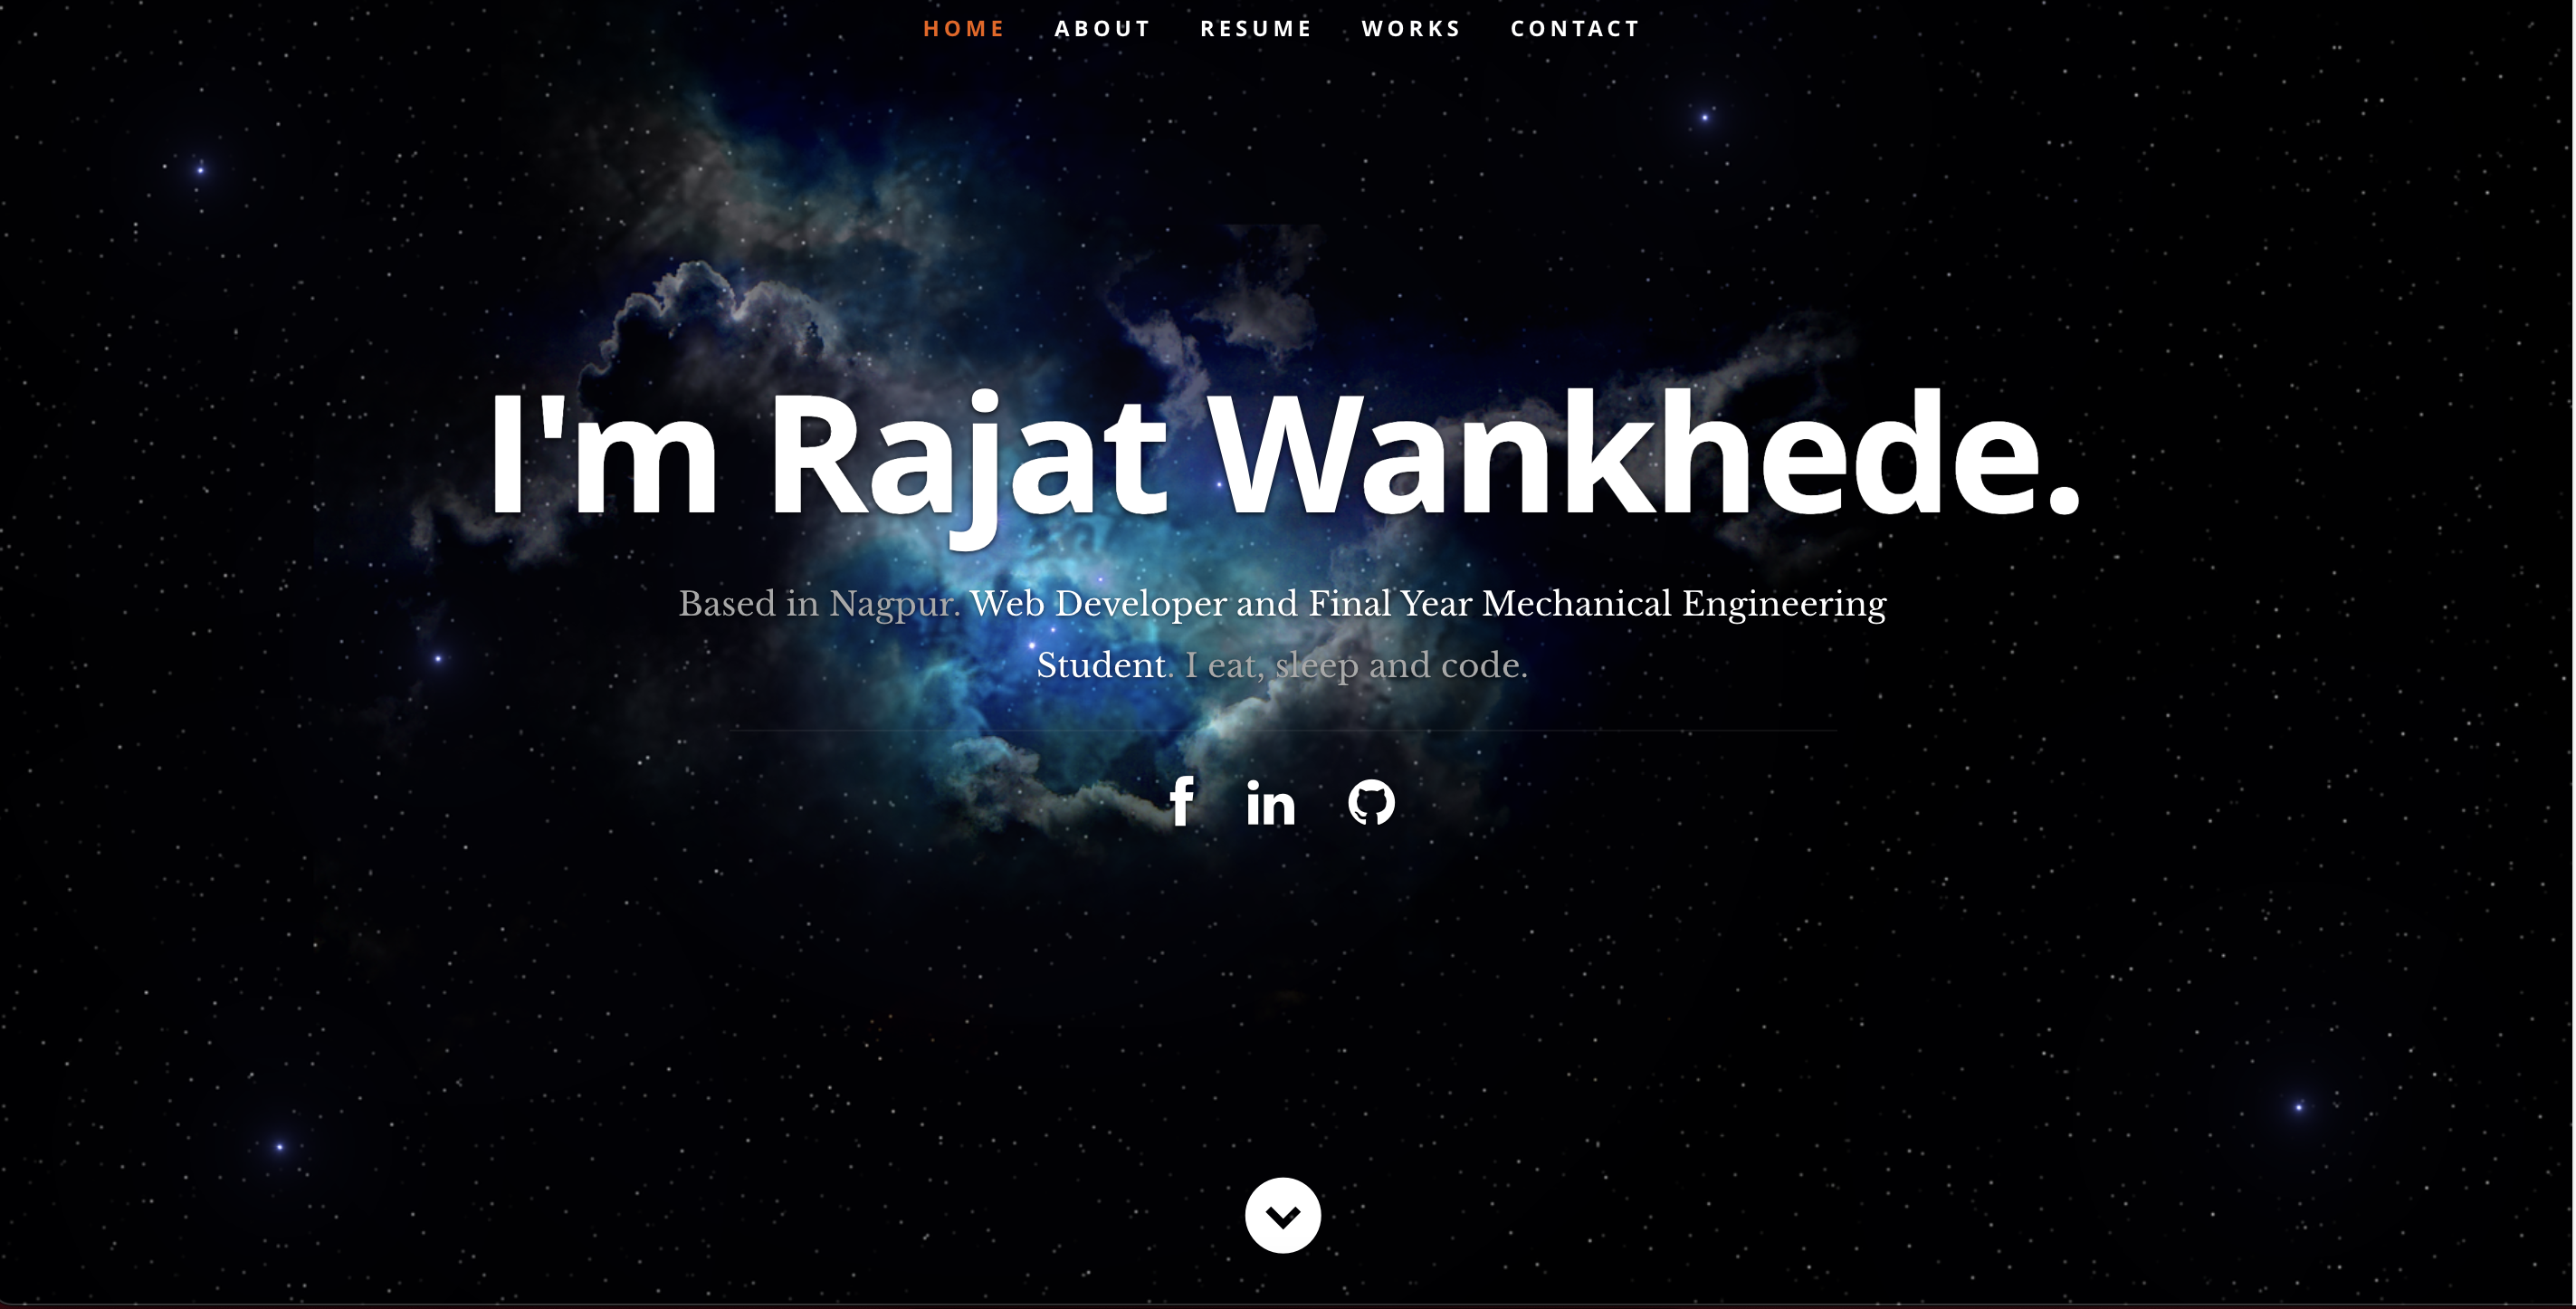 HOME ABOUT RESUME WORKS CONTACT
I'm Rajat Wankhede.
Based in Nagpur. Web Developer and Final Year Mechanical Engineering
Student. I eat, sleep and code.